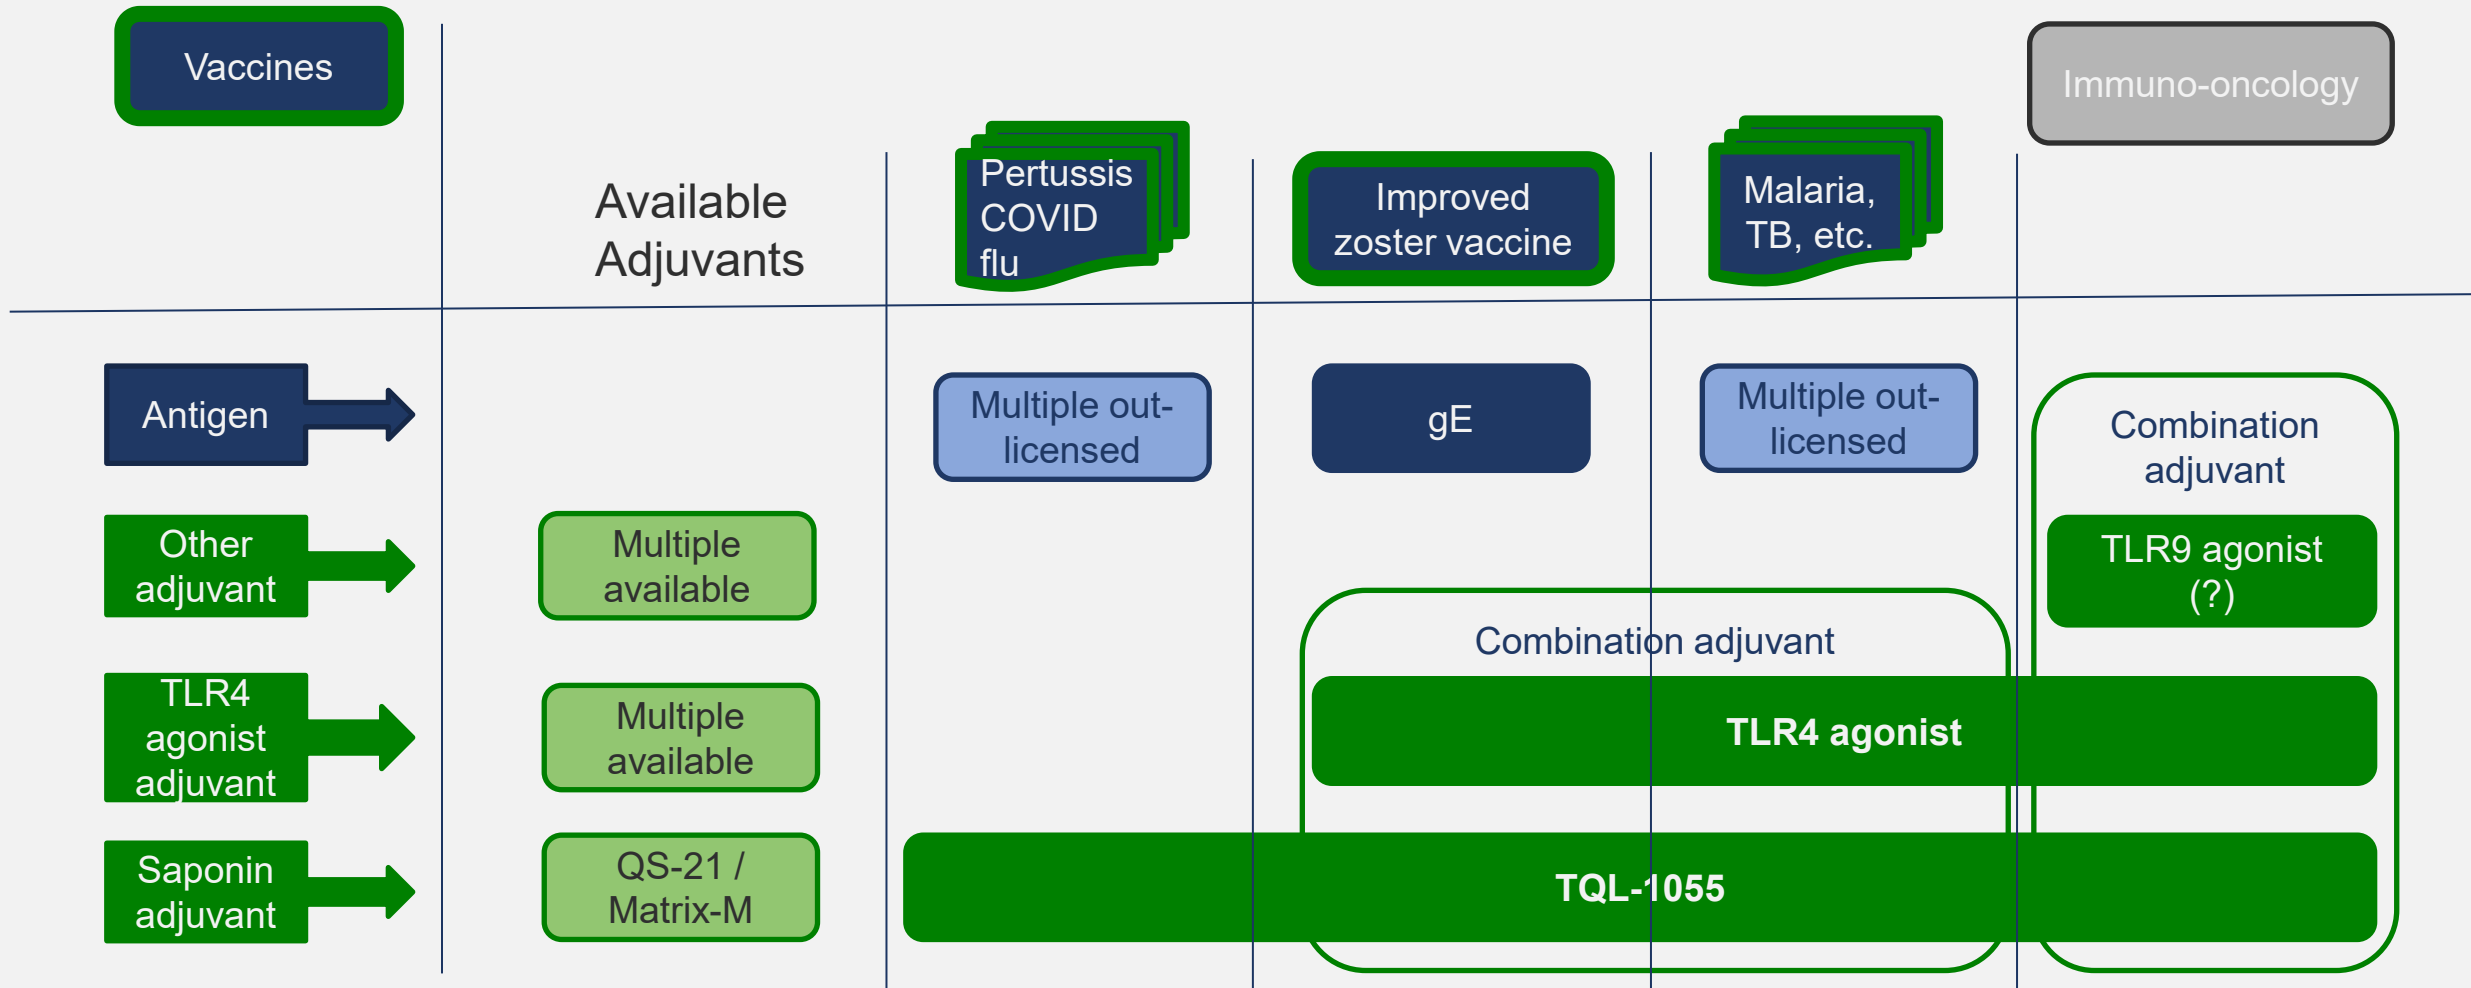 Vaccines
Immuno-oncology
Available
Adjuvants
Pertussis
COVID
flu
Improved
zoster vaccine
Malaria,
TB, etc.
Antigen
Multiple out-
licensed
gE
Multiple out-
licensed
Combination
adjuvant
Other
adjuvant
Multiple
available
TLR9 agonist
(?)
Combination adjuvant
TLR4
agonist
adjuvant
Multiple
available
TLR4 agonist
Saponin
adjuvant
QS-21 /
Matrix-M
TQL-1055